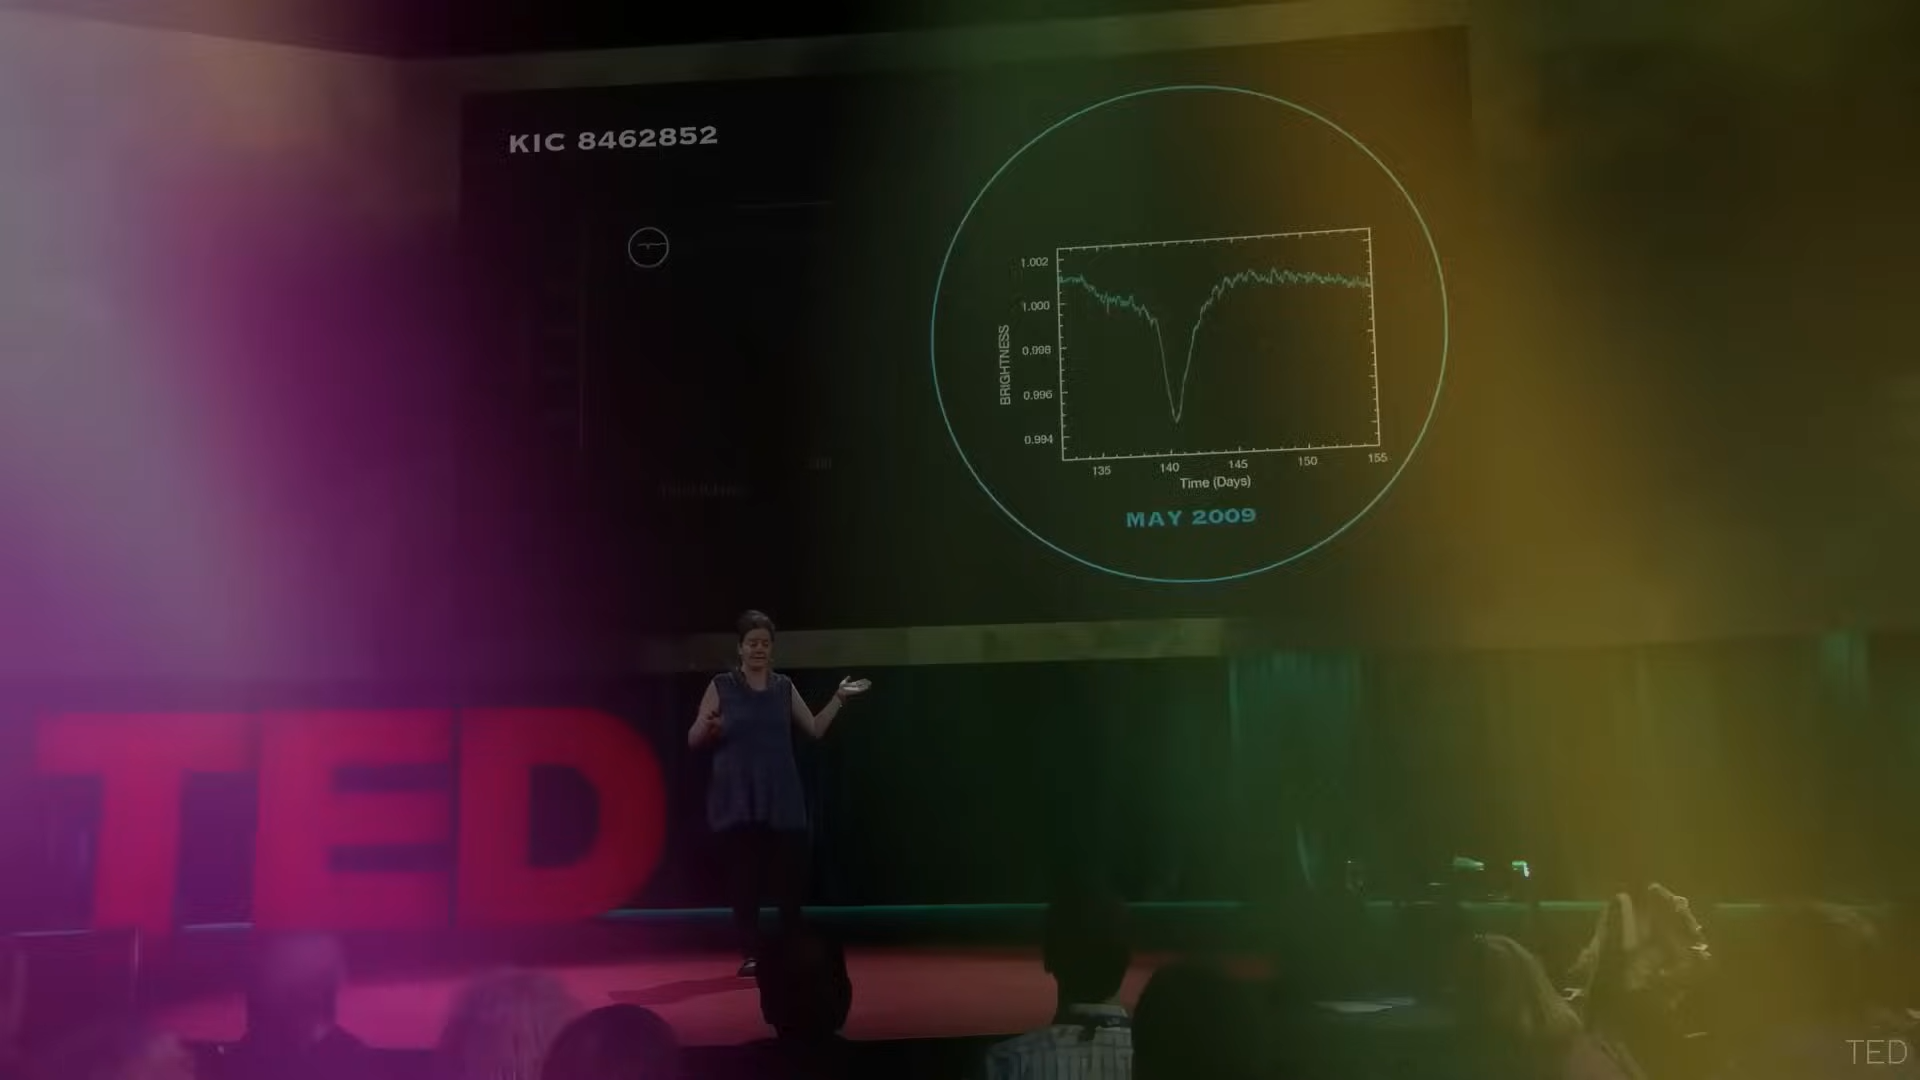 KIC 8462852
1.002
1.000
0.998
0.996
0.994
BRIGHTNESS
135 140 145 150 155
Time (Days)
MAY 2009
TED
TED